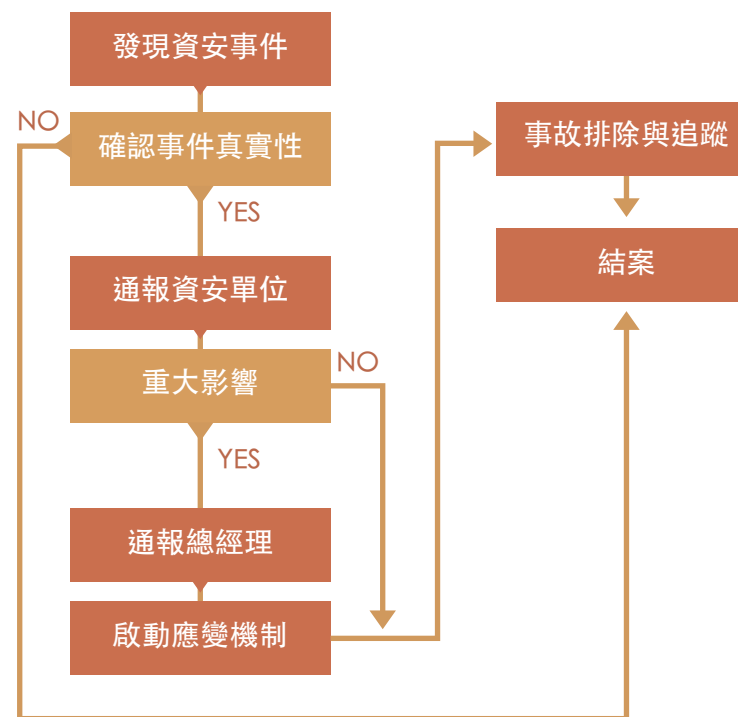 發現資安事件
NO
確認事件真實性
YES
通報資安單位
重大影響
NO
YES
通報總經理
啟動應變機制
事故排除與追蹤
結案